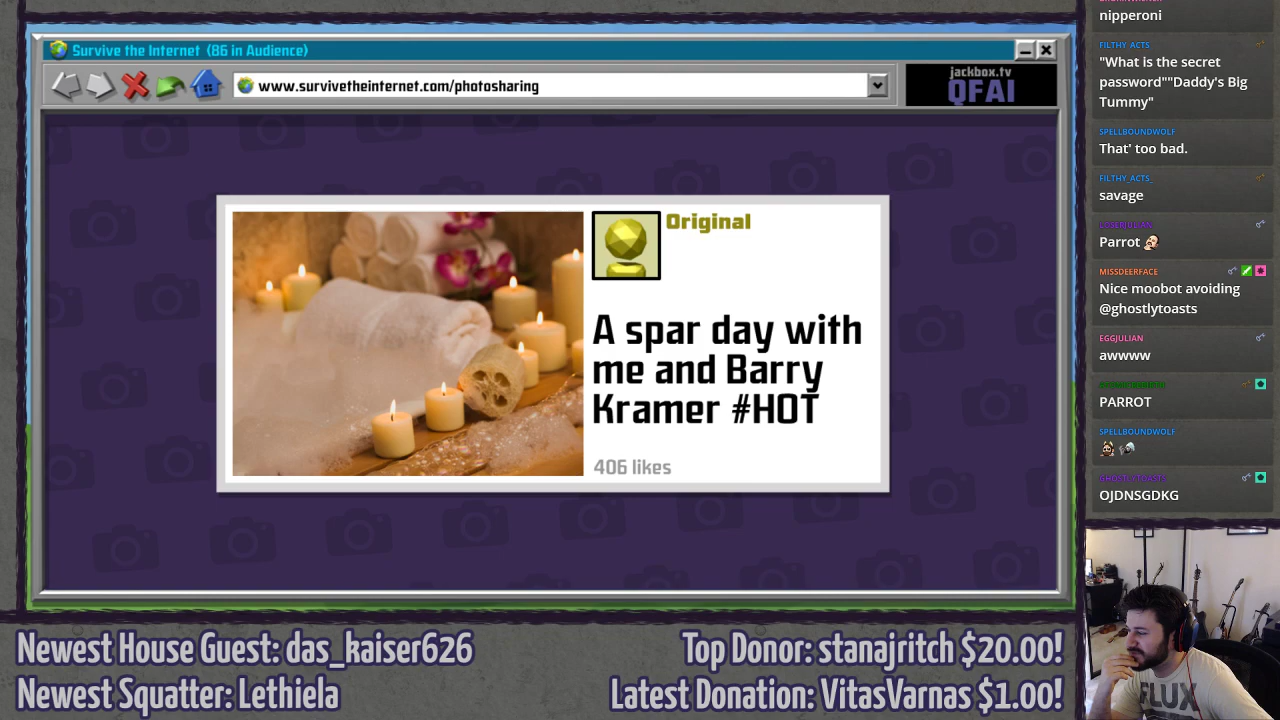 Survive the Internet (86 in Audience)
www.survivetheinternet.com/photosharing
jackbox.tv
QFAI
Original
A spar day with
me and Barry
Kramer #HOT
406 likes
nipperoni
FILTHY_ACTS
"What is the secret
password""Daddy's Big
Tummy"
SPELLBOUNDWOLF
That' too bad.
FILTHY_ACTS
savage
Parrot
MISSDEERFACE
Nice moobot avoiding
@ghostlytoasts
EGGJULIAN
awwww
PARROT
SPELLBOUNDWOLF
GHOSTLYTOASTS
OJDNSGDKG
FLUX
Newest House Guest: das_kaiser626
Top Donor: stanajritch $20.00!
Newest Squatter: Lethiela
Latest Donation: VitasVarnas $1.00!